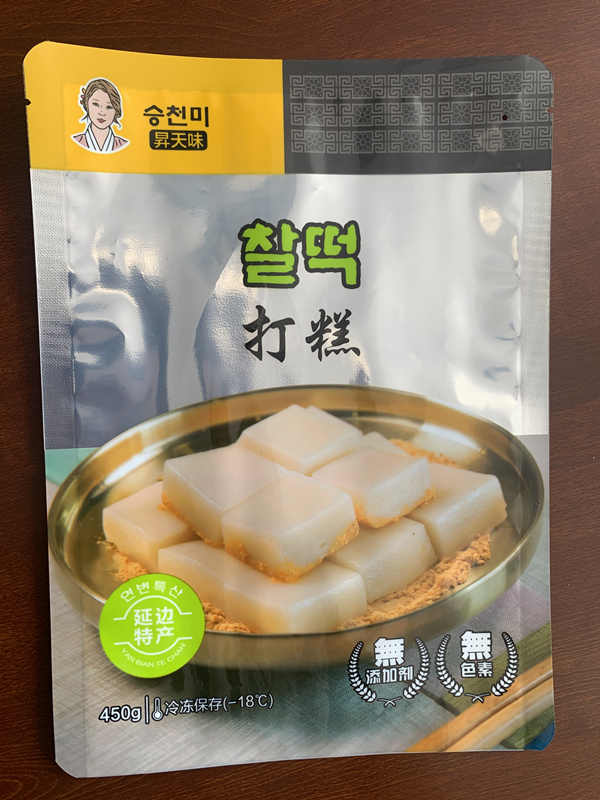 승천미
昇天味
찰떡
打糕
연변특산
延边
特产
YAN BIAN TE CHAN
無
添加剂
無
色素
450g 冷冻保存(-18℃)